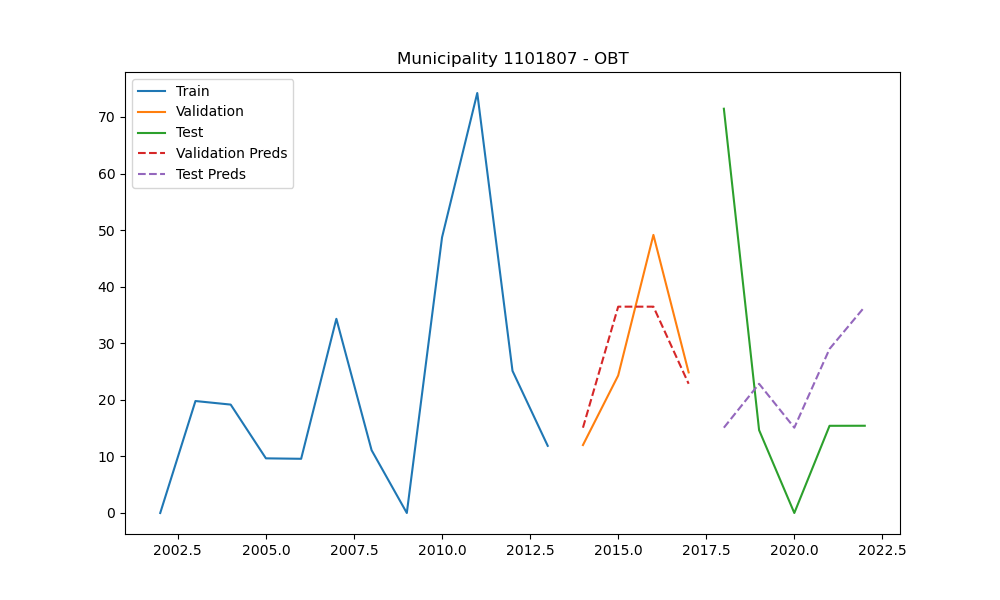 Municipality 1101807 - OBT
Train
Validation
Test
Validation Preds
Test Preds
70
60
50
40
30
20
10
0
2002.5 2005.0 2007.5 2010.0 2012.5 2015.0 2017.5 2020.0 2022.5